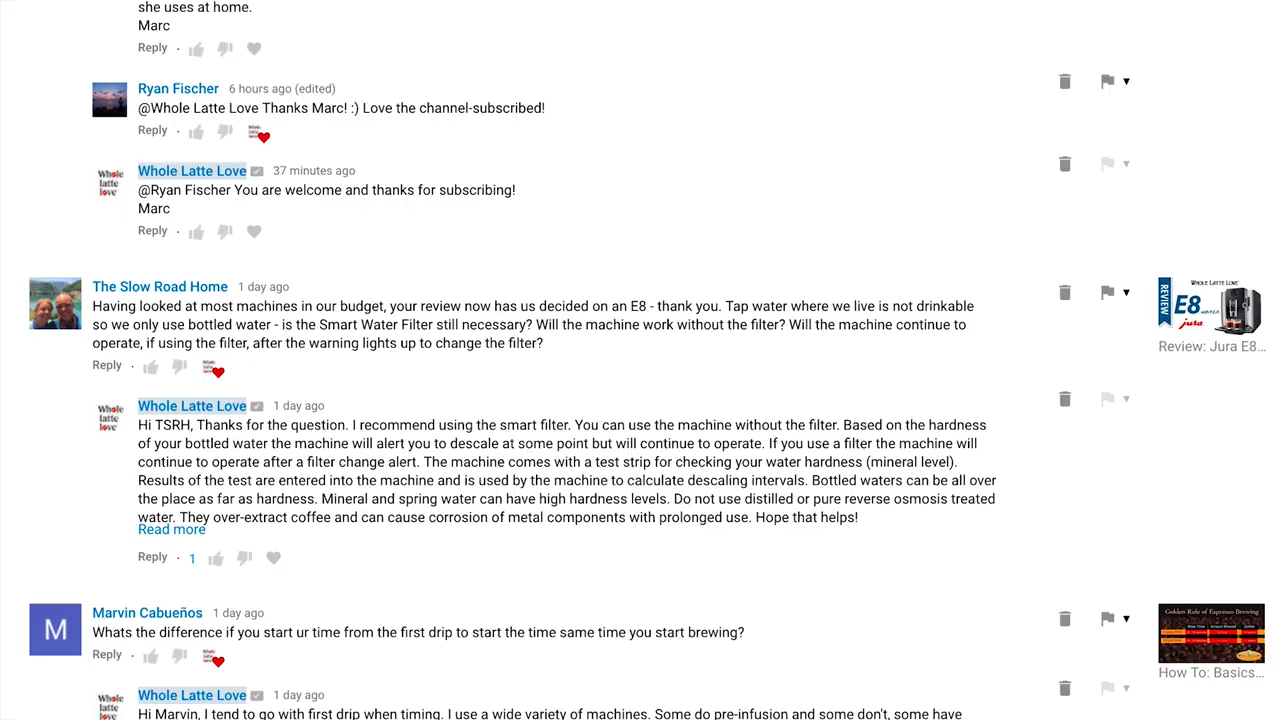 she uses at home.
Marc
Reply ·
Ryan Fischer 6 hours ago (edited)
@Whole Latte Love Thanks Marc! :) Love the channel-subscribed!
Reply ·
Whole Latte Love 37 minutes ago
Whole latte love
@Ryan Fischer You are welcome and thanks for subscribing!
Marc
Reply ·
The Slow Road Home 1 day ago
Having looked at most machines in our budget, your review now has us decided on an E8 - thank you. Tap water where we live is not drinkable
so we only use bottled water - is the Smart Water Filter still necessary? Will the machine work without the filter? Will the machine continue to
operate, if using the filter, after the warning lights up to change the filter?
Reply ·
WHOLE LATTE LOVE
REVIEW
E8
jura
Review: Jura E8...
Whole Latte Love 1 day ago
Whole latte love
Hi TSRH, Thanks for the question. I recommend using the smart filter. You can use the machine without the filter. Based on the hardness
of your bottled water the machine will alert you to descale at some point but will continue to operate. If you use a filter the machine will
continue to operate after a filter change alert. The machine comes with a test strip for checking your water hardness (mineral level).
Results of the test are entered into the machine and is used by the machine to calculate descaling intervals. Bottled waters can be all over
the place as far as hardness. Mineral and spring water can have high hardness levels. Do not use distilled or pure reverse osmosis treated
water. They over-extract coffee and can cause corrosion of metal components with prolonged use. Hope that helps!
Read more
Reply · 1
M
Marvin Cabueños 1 day ago
Whats the difference if you start ur time from the first drip to start the time same time you start brewing?
Reply ·
Golden Rule of Espresso Brewing
How To: Basics...
Whole Latte Love 1 day ago
Whole latte love
Hi Marvin, I tend to go with first drip when timing. I use a wide variety of machines. Some do pre-infusion and some don't, some have